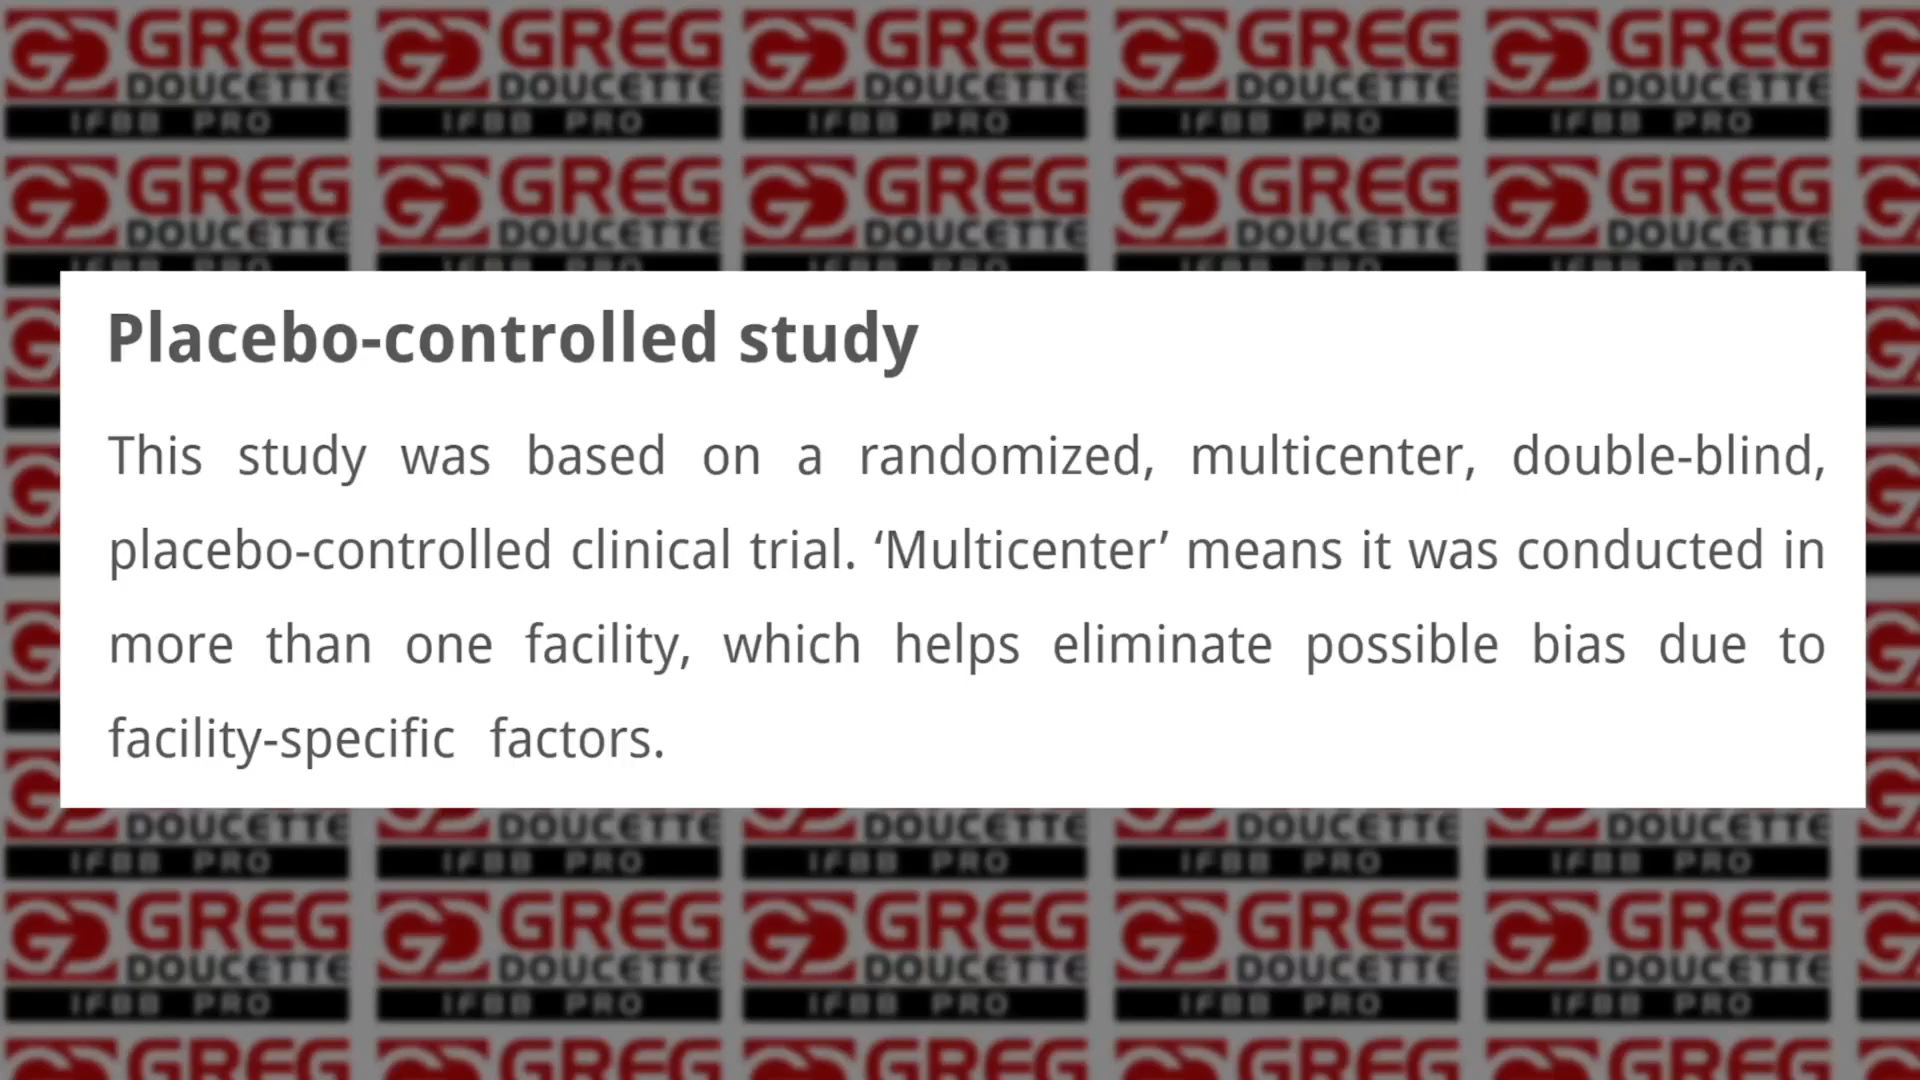 Placebo-controlled study
This study was based on a randomized, multicenter, double-blind,
placebo-controlled clinical trial. ‘Multicenter’ means it was conducted in
more than one facility, which helps eliminate possible bias due to
facility-specific factors.
GREG DOUCETTE
IFBB PRO